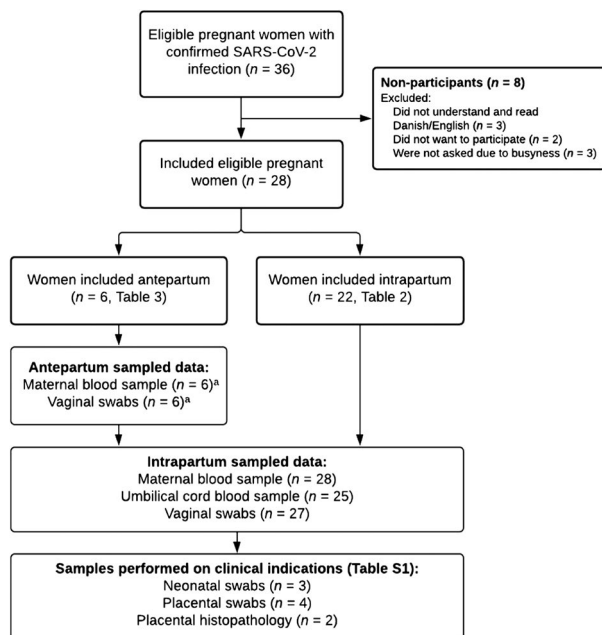 Eligible pregnant women with
confirmed SARS-CoV-2
infection (n = 36)
Non-participants (n = 8)
Excluded:
Did not understand and read
Danish/English (n = 3)
Did not want to participate (n = 2)
Were not asked due to busyness (n = 3)
Included eligible pregnant
women (n = 28)
Women included antepartum
(n = 6, Table 3)
Women included intrapartum
(n = 22, Table 2)
Antepartum sampled data:
Maternal blood sample (n = 6)ª
Vaginal swabs (n = 6)ª
Intrapartum sampled data:
Maternal blood sample (n = 28)
Umbilical cord blood sample (n = 25)
Vaginal swabs (n = 27)
Samples performed on clinical indications (Table S1):
Neonatal swabs (n = 3)
Placental swabs (n = 4)
Placental histopathology (n = 2)